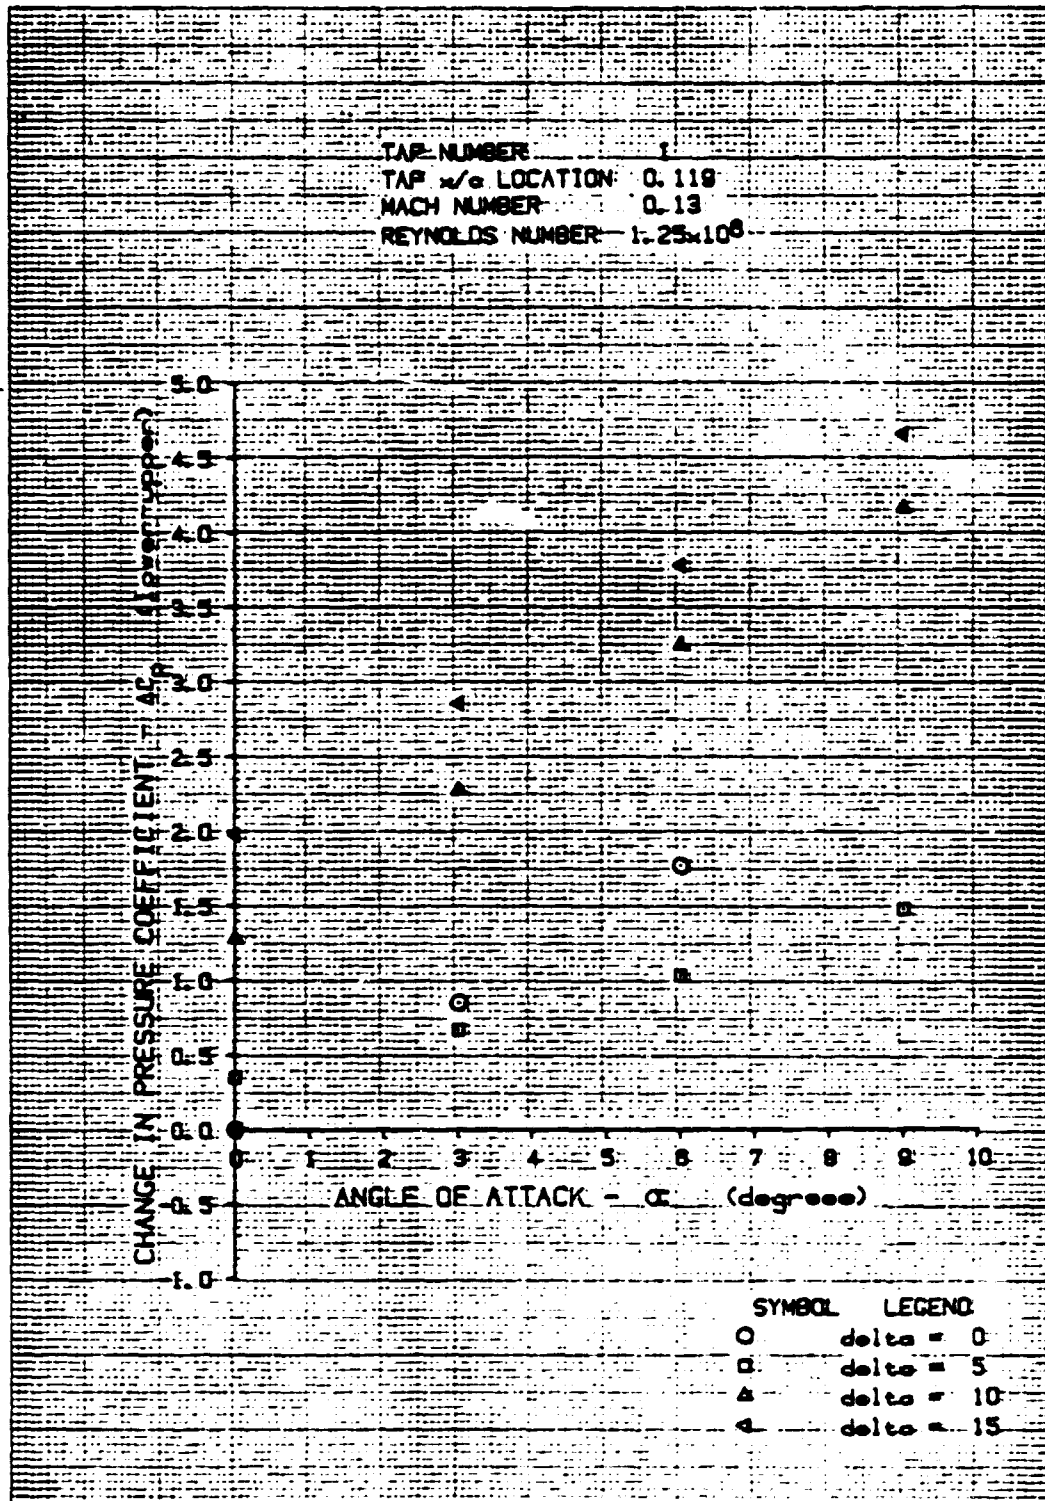 TAP NUMBER 1
TAP x/c LOCATION 0.119
MACH NUMBER 0.13
REYNOLDS NUMBER 1.25x10⁶
CHANGE IN PRESSURE COEFFICIENT - ΔCp (lower-upper)
5.0
4.5
4.0
3.5
3.0
2.5
2.0
1.5
1.0
0.5
0.0
-0.5
-1.0
0 1 2 3 4 5 6 7 8 9 10
ANGLE OF ATTACK - α (degrees)
SYMBOL LEGEND
delta = 0
delta = 5
delta = 10
delta = 15